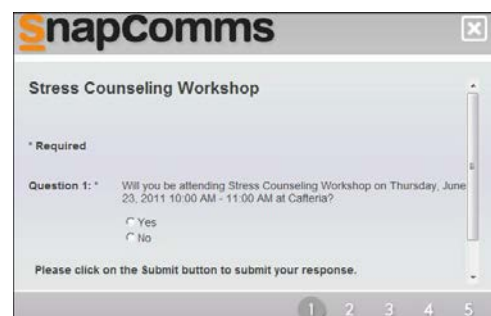 SnapComms
Stress Counseling Workshop
* Required
Question 1: * Will you be attending Stress Counseling Workshop on Thursday, June
23, 2011 10:00 AM - 11:00 AM at Cafteria?
Yes
No
Please click on the Submit button to submit your response.
1 2 3 4 5